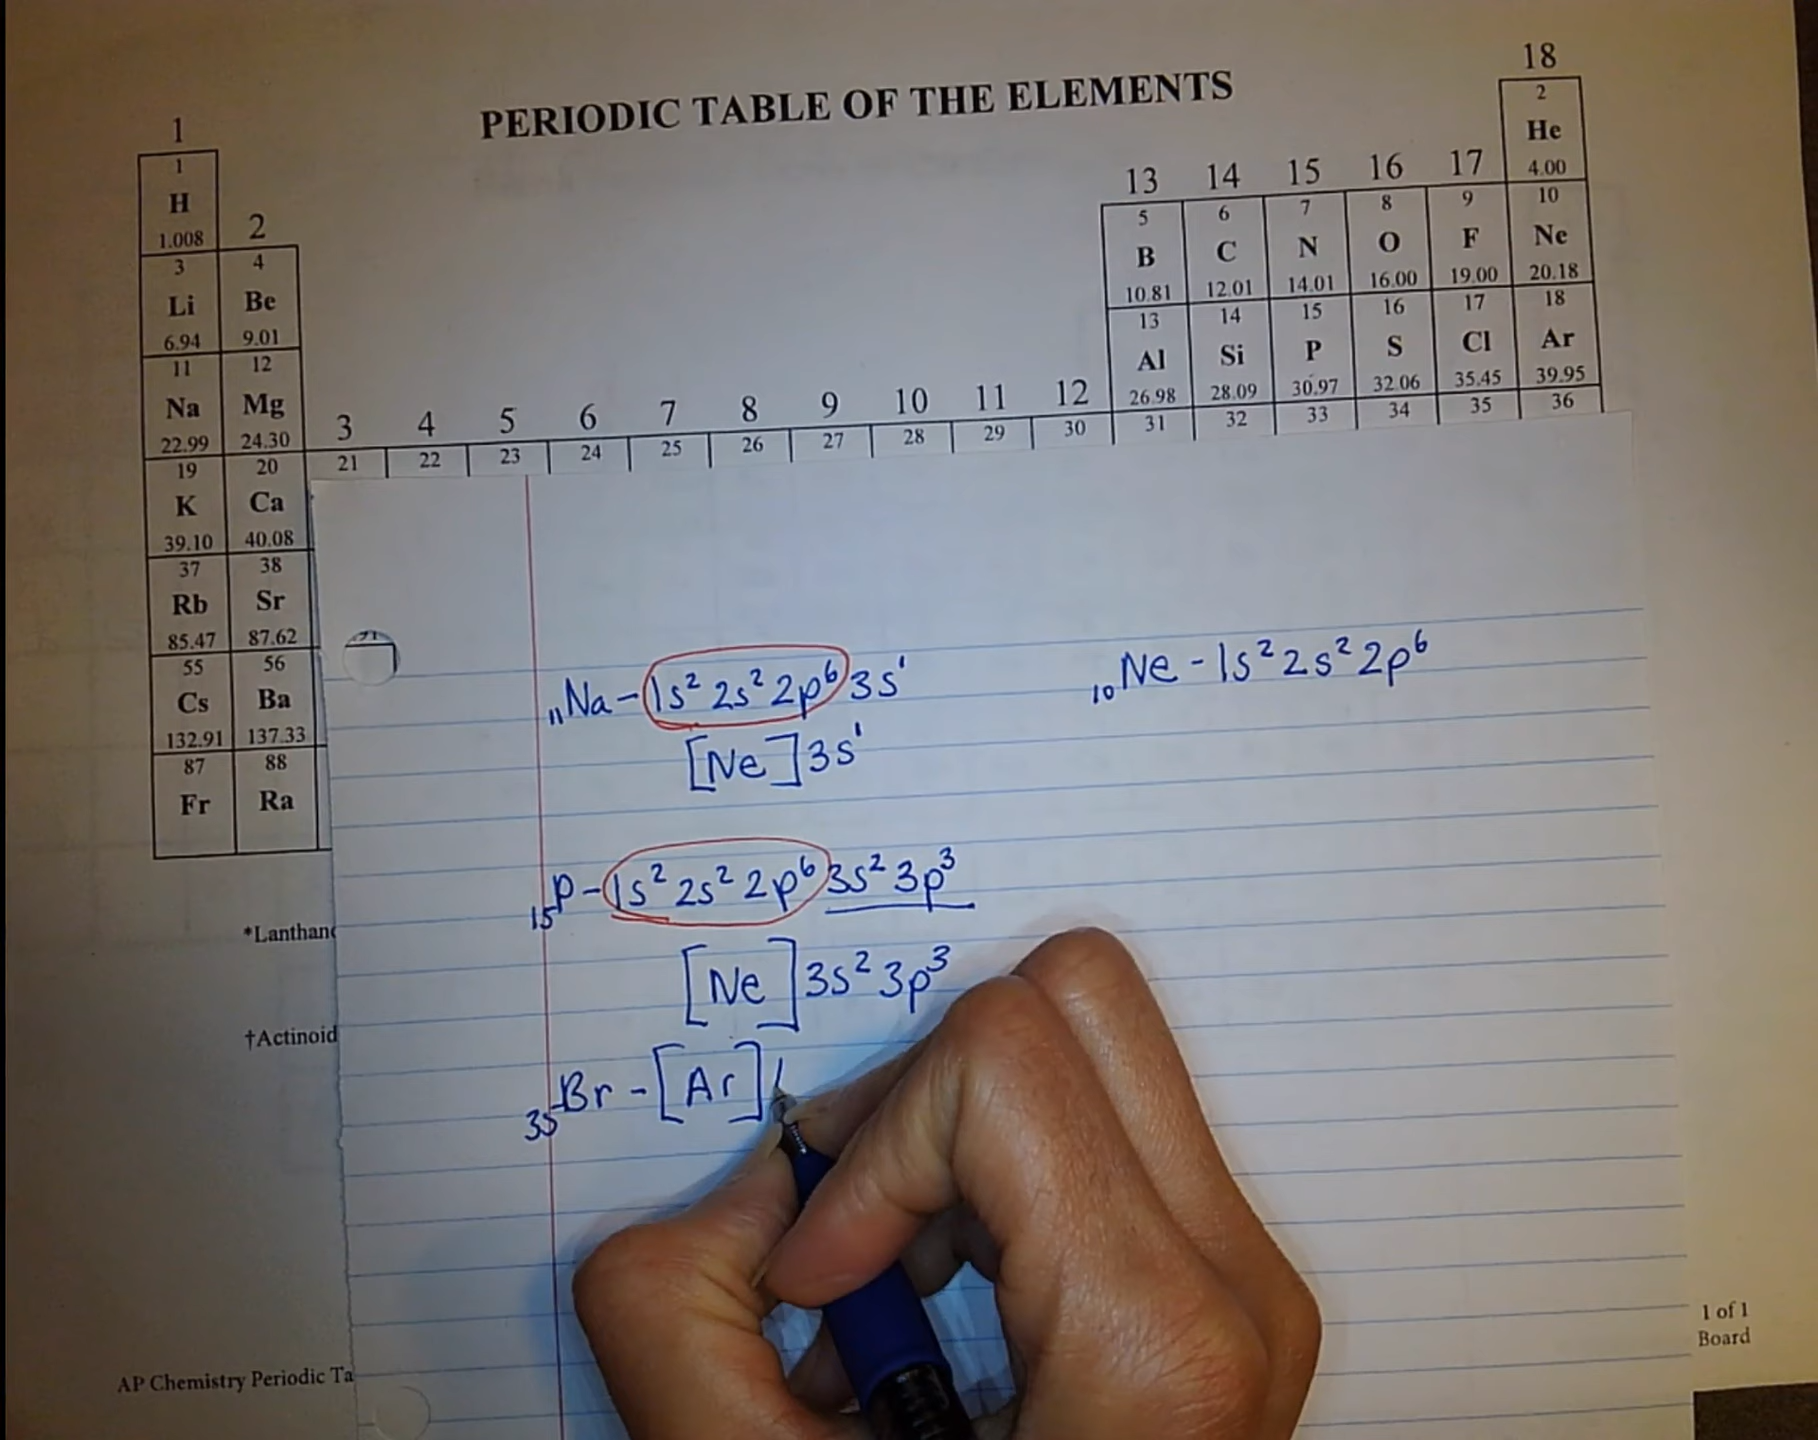 PERIODIC TABLE OF THE ELEMENTS
18
1
2
1
He
13 14 15 16 17
4.00
H
5 6 7 8 9 10
1.008
2
B C N O F Ne
3 4
10.81 12.01 14.01 16.00 19.00 20.18
Li Be
13 14 15 16 17 18
6.94 9.01
Al Si P S Cl Ar
11 12
26.98 28.09 30.97 32.06 35.45 39.95
Na Mg
3 4 5 6 7 8 9 10 11 12
22.99 24.30
21 22 23 24 25 26 27 28 29 30 31 32 33 34 35 36
19 20
K Ca
39.10 40.08
37 38
Rb Sr
85.47 87.62
55 56
Cs Ba
132.91 137.33
87 88
Fr Ra
71
₁₁Na - 1s² 2s² 2p⁶ 3s¹
₁₀Ne - 1s² 2s² 2p⁶
[Ne] 3s¹
₁₅P - 1s² 2s² 2p⁶ 3s² 3p³
*Lanthan
[Ne] 3s² 3p³
†Actinoid
₃₅Br - [Ar]
1 of 1
Board
AP Chemistry Periodic Ta